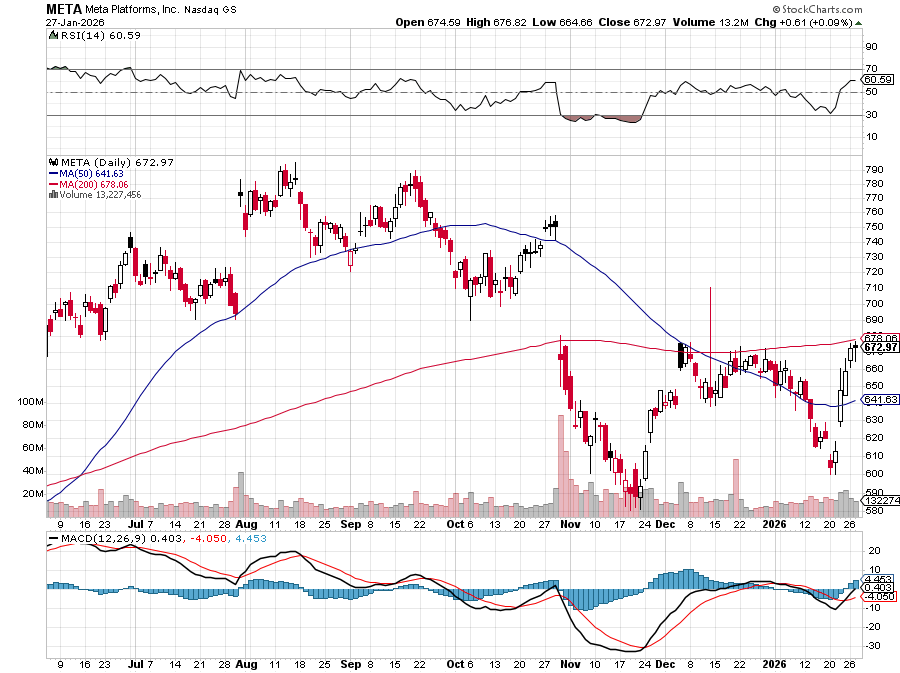 META Meta Platforms, Inc. Nasdaq GS
© StockCharts.com
27-Jan-2026
Open 674.59 High 676.82 Low 664.66 Close 672.97 Volume 13.2M Chg +0.61 (+0.09%)
RSI(14) 60.59
90
70
60.59
50
30
10
META (Daily) 672.97
MA(50) 641.63
MA(200) 678.06
Volume 13,227,456
790
780
770
760
750
740
730
720
710
700
690
678.06
672.97
660
650
641.63
630
620
610
600
590
580
100M
80M
60M
40M
20M
132274
9 16 23 Jul 7 14 21 28 Aug 11 18 25 Sep 8 15 22 Oct 6 13 20 27 Nov 10 17 24 Dec 8 15 22 2026 12 20 26
MACD(12,26,9) 0.403, -4.050, 4.453
20
10
4.453
0.403
-4.050
-10
-20
-30
9 16 23 Jul 7 14 21 28 Aug 11 18 25 Sep 8 15 22 Oct 6 13 20 27 Nov 10 17 24 Dec 8 15 22 2026 12 20 26